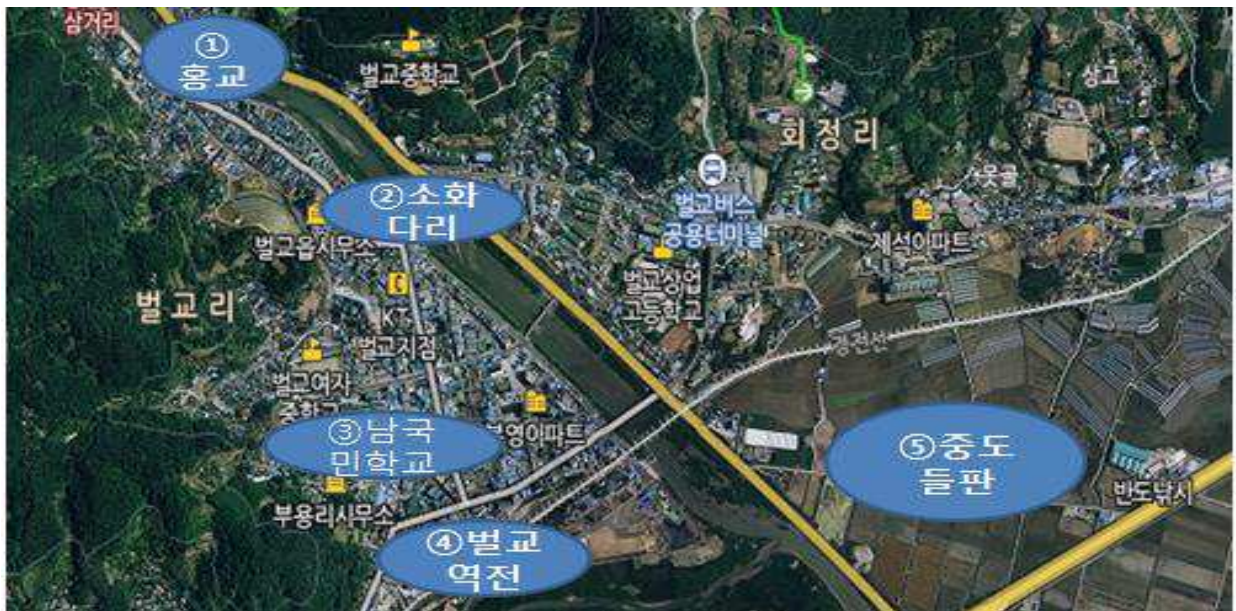 삼거리
①
홍교
벌교중학교
상고
회정리
②소화
다리
벌교버스
공용터미널
벌교읍사무소
제석아파트
벌교상업
고등학교
벌교리
KT
벌교지점
경전선
벌교여자
중학교
③남국
민학교
부영아파트
⑤중도
들판
반도낚시
부용리사무소
④벌교
역전